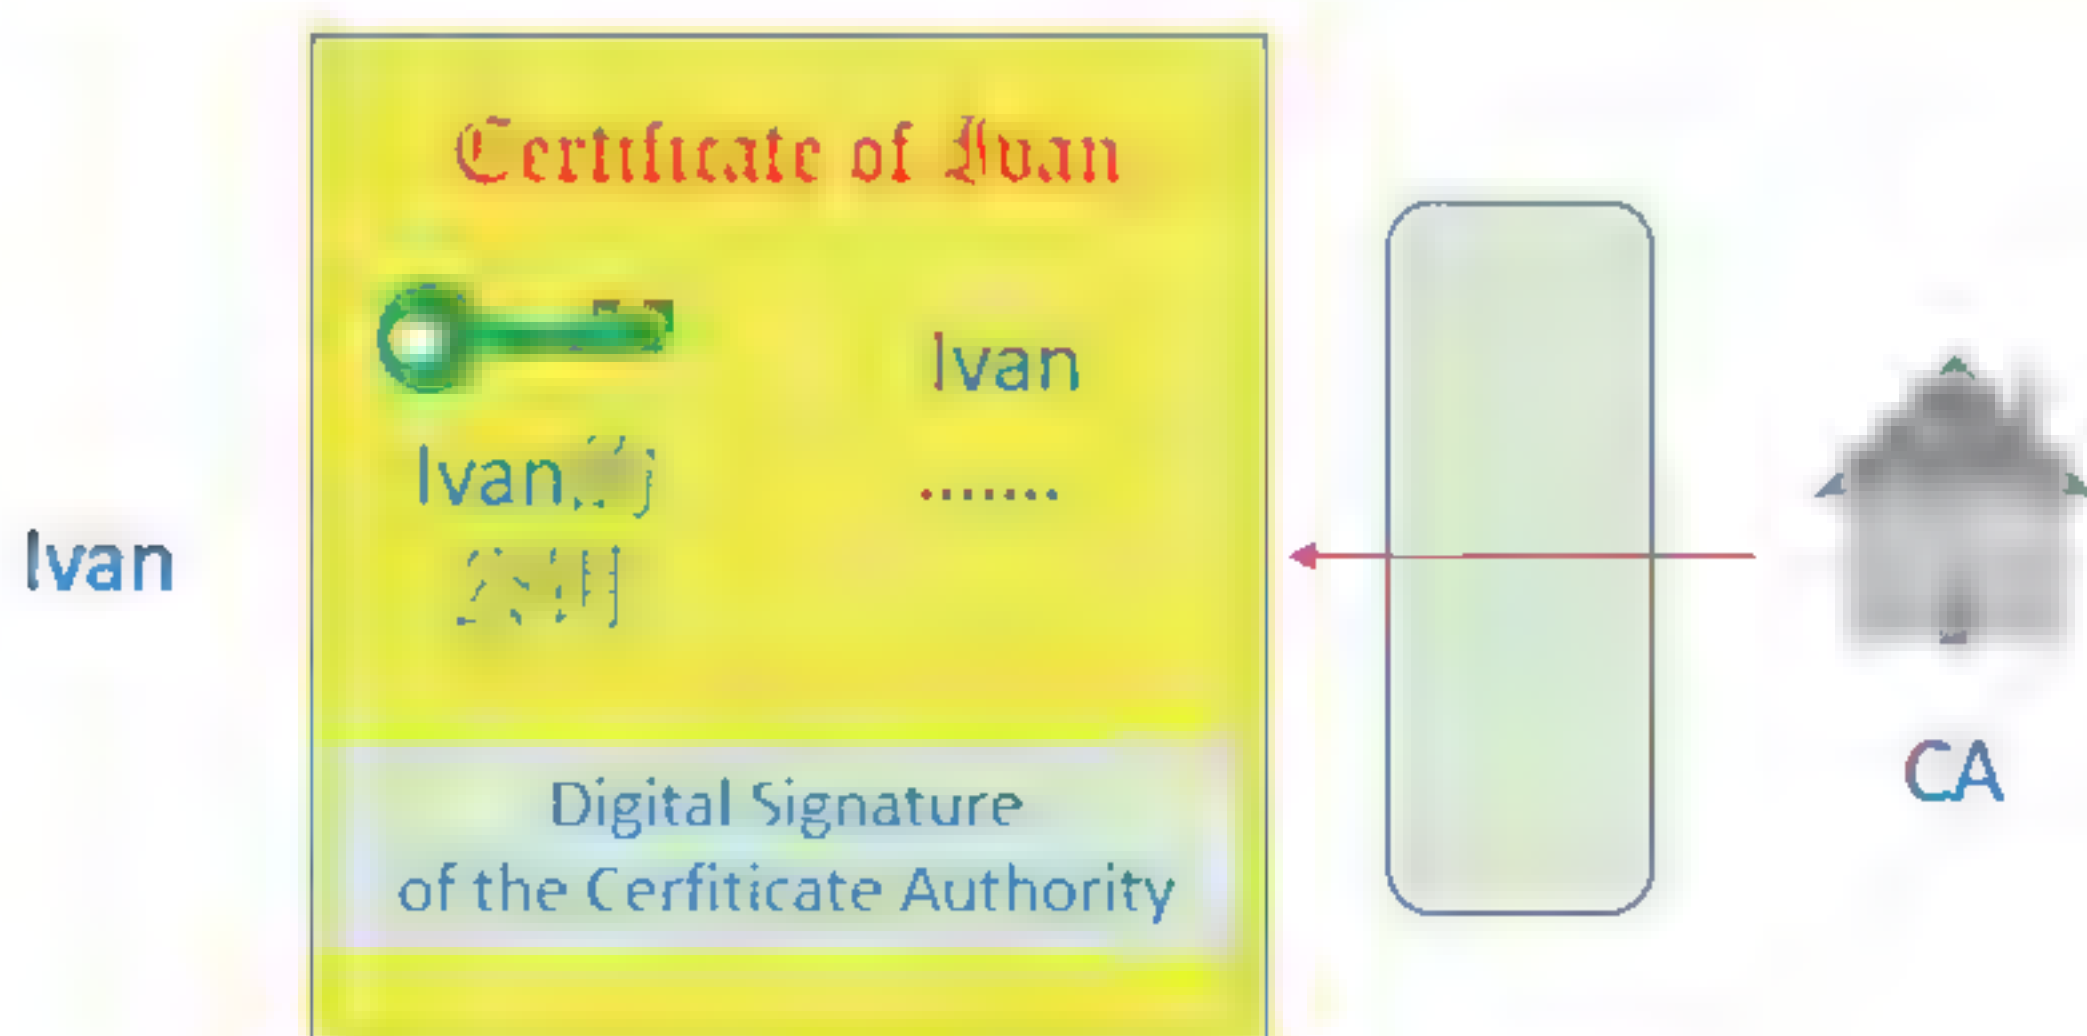 Certificate of Ivan
Ivan
Ivan
Ivan
.......
Digital Signature
of the Cerfiticate Authority
CA